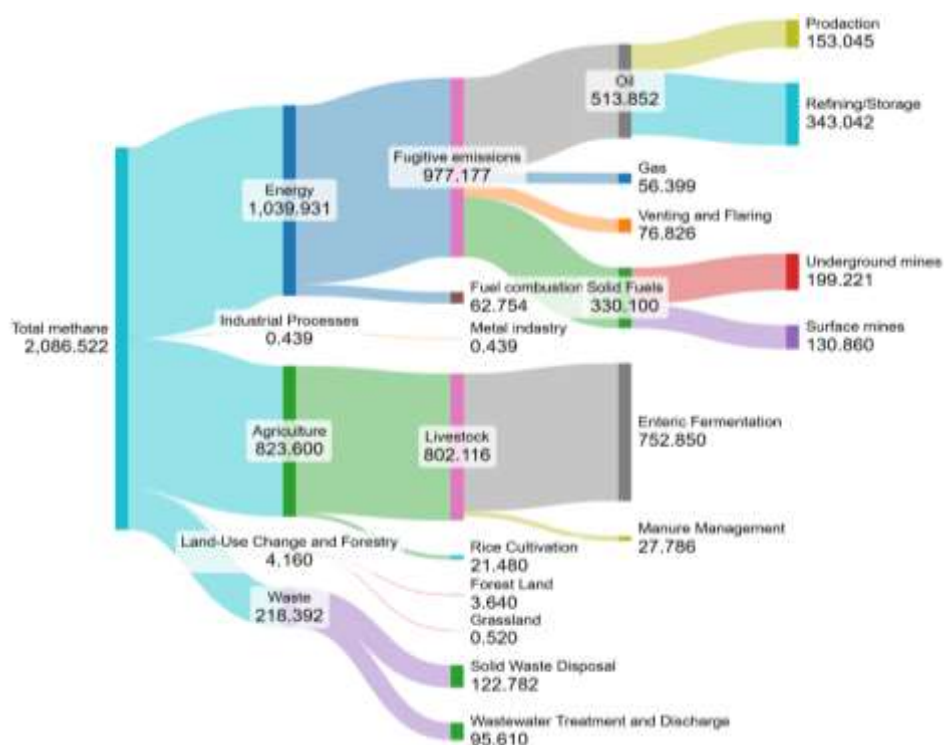 Prodaction
153.045
Oil
513.852
Refining/Storage
343.042
Fugitive emissions
977.177
Gas
56.399
Energy
1,039.931
Venting and Flaring
76.826
Underground mines
199.221
Fuel combustion
62.754
Solid Fuels
330.100
Total methane
2,086.522
Industrial Processes
0.439
Metal indastry
0.439
Surface mines
130.860
Agriculture
823.600
Livestock
802.116
Enteric Fermentation
752.850
Manure Management
27.786
Land-Use Change and Forestry
4.160
Rice Cultivation
21.480
Forest Land
3.640
Waste
218.392
Grassland
0.520
Solid Waste Disposal
122.782
Wastewater Treatment and Discharge
95.610